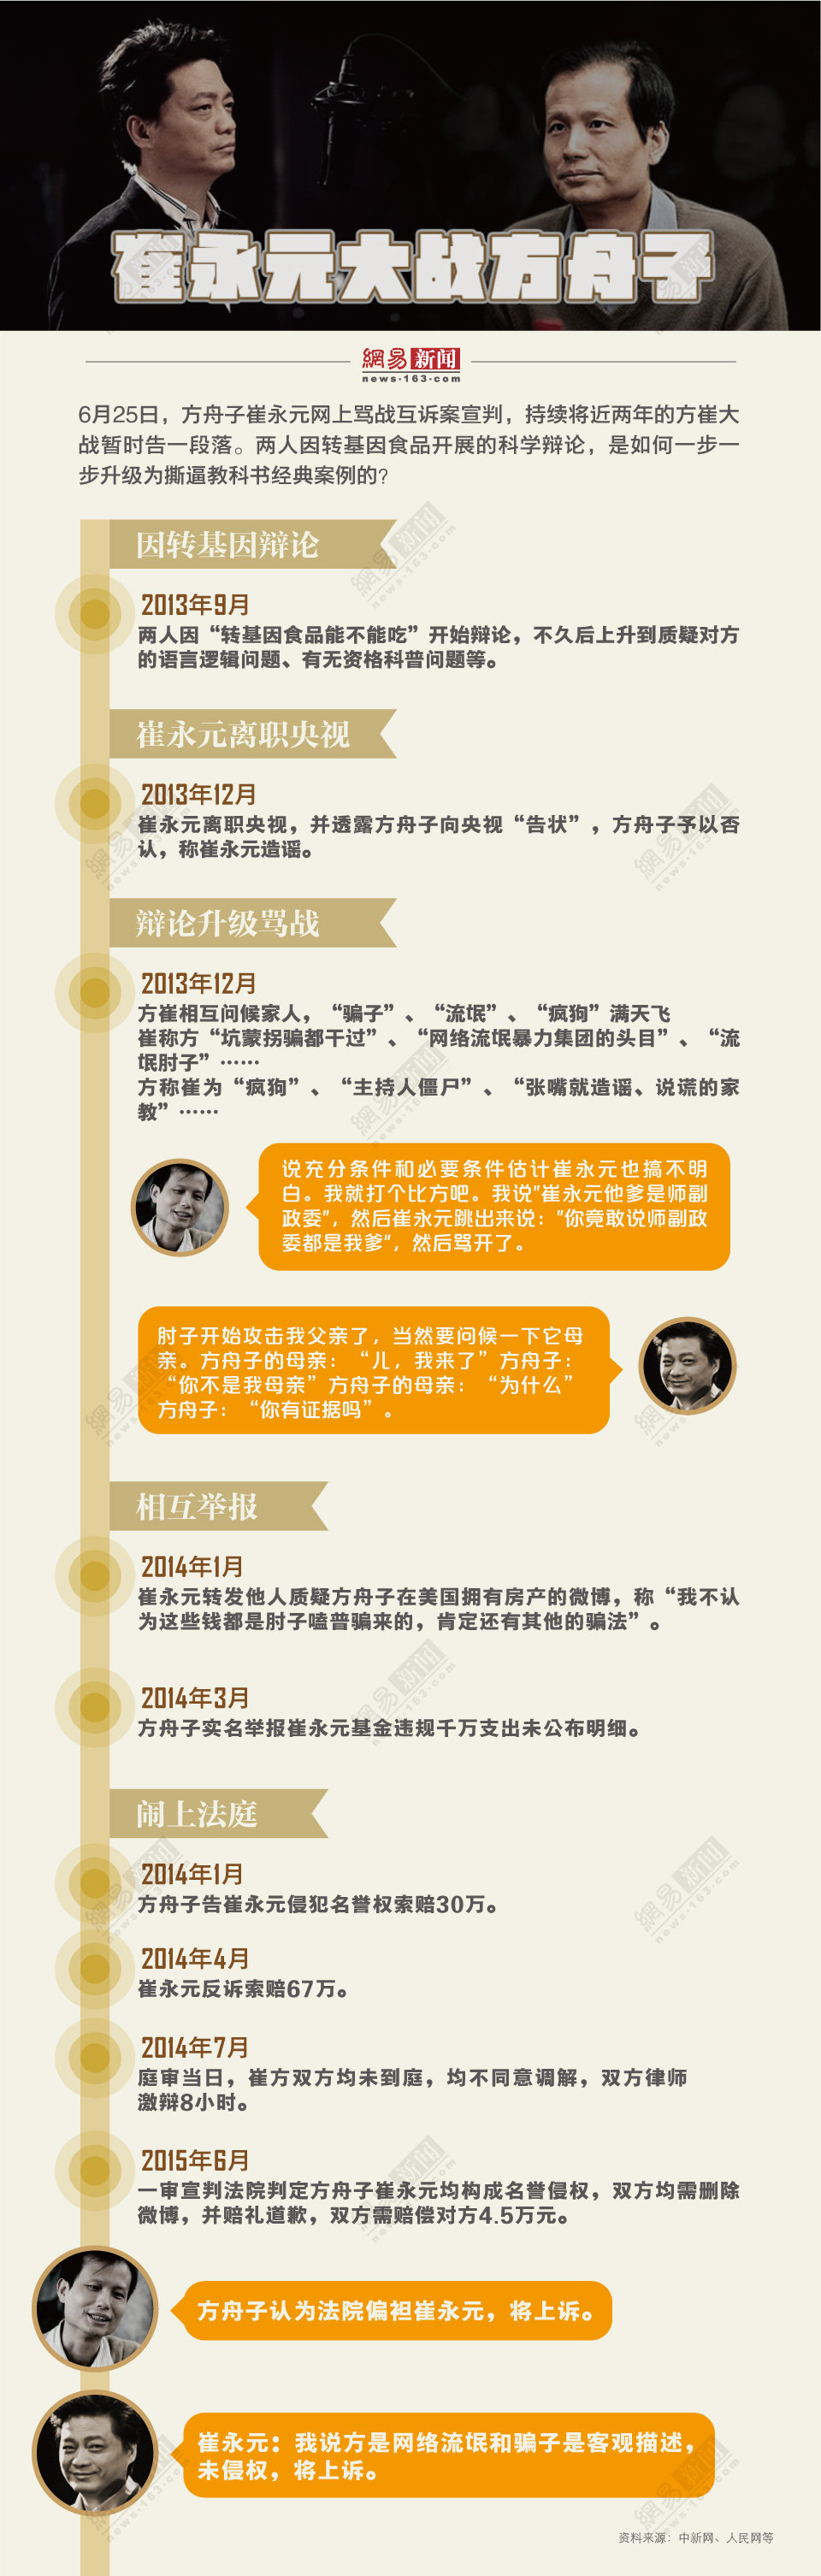 崔永元大战方舟子
網易新闻
news·163·com
6月25日，方舟子崔永元网上骂战互诉案宣判，持续将近两年的方崔大
战暂时告一段落。两人因转基因食品开展的科学辩论，是如何一步一
步升级为撕逼教科书经典案例的？
因转基因辩论
2013年9月
两人因“转基因食品能不能吃”开始辩论，不久后上升到质疑对方
的语言逻辑问题、有无资格科普问题等。
崔永元离职央视
2013年12月
崔永元离职央视，并透露方舟子向央视“告状”，方舟子予以否
认，称崔永元造谣。
辩论升级骂战
2013年12月
方崔相互问候家人，“骗子”、“流氓”、“疯狗”满天飞
崔称方“坑蒙拐骗都干过”、“网络流氓暴力集团的头目”、“流
氓肘子”……
方称崔为“疯狗”、“主持人僵尸”、“张嘴就造谣、说谎的家
教”……
说充分条件和必要条件估计崔永元也搞不明
白。我就打个比方吧。我说"崔永元他爹是师副
政委"，然后崔永元跳出来说："你竟敢说师副政
委都是我爹"，然后骂开了。
肘子开始攻击我父亲了，当然要问候一下它母
亲。方舟子的母亲：“儿，我来了”方舟子：
“你不是我母亲”方舟子的母亲：“为什么”
方舟子：“你有证据吗”。
相互举报
2014年1月
崔永元转发他人质疑方舟子在美国拥有房产的微博，称“我不认
为这些钱都是肘子嗑普骗来的，肯定还有其他的骗法”。
2014年3月
方舟子实名举报崔永元基金违规千万支出未公布明细。
闹上法庭
2014年1月
方舟子告崔永元侵犯名誉权索赔30万。
2014年4月
崔永元反诉索赔67万。
2014年7月
庭审当日，崔方双方均未到庭，均不同意调解，双方律师
激辩8小时。
2015年6月
一审宣判法院判定方舟子崔永元均构成名誉侵权，双方均需删除
微博，并赔礼道歉，双方需赔偿对方4.5万元。
方舟子认为法院偏袒崔永元，将上诉。
崔永元：我说方是网络流氓和骗子是客观描述，
未侵权，将上诉。
资料来源：中新网、人民网等